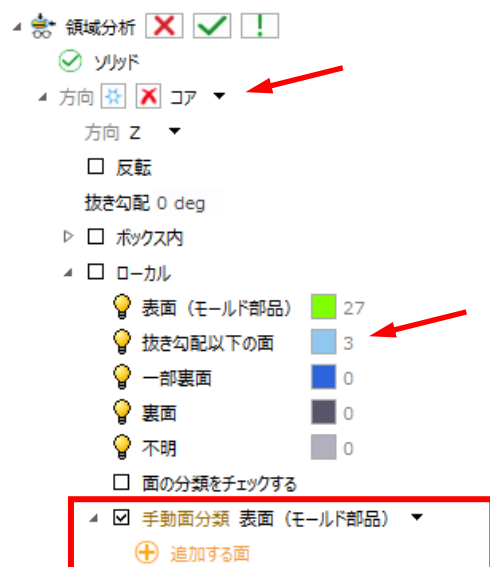 領域分析
ソリッド
方向 コア
方向 Z
反転
抜き勾配 0 deg
ボックス内
ローカル
表面（モールド部品） 27
抜き勾配以下の面 3
一部裏面 0
裏面 0
不明 0
面の分類をチェックする
手動面分類 表面（モールド部品）
追加する面